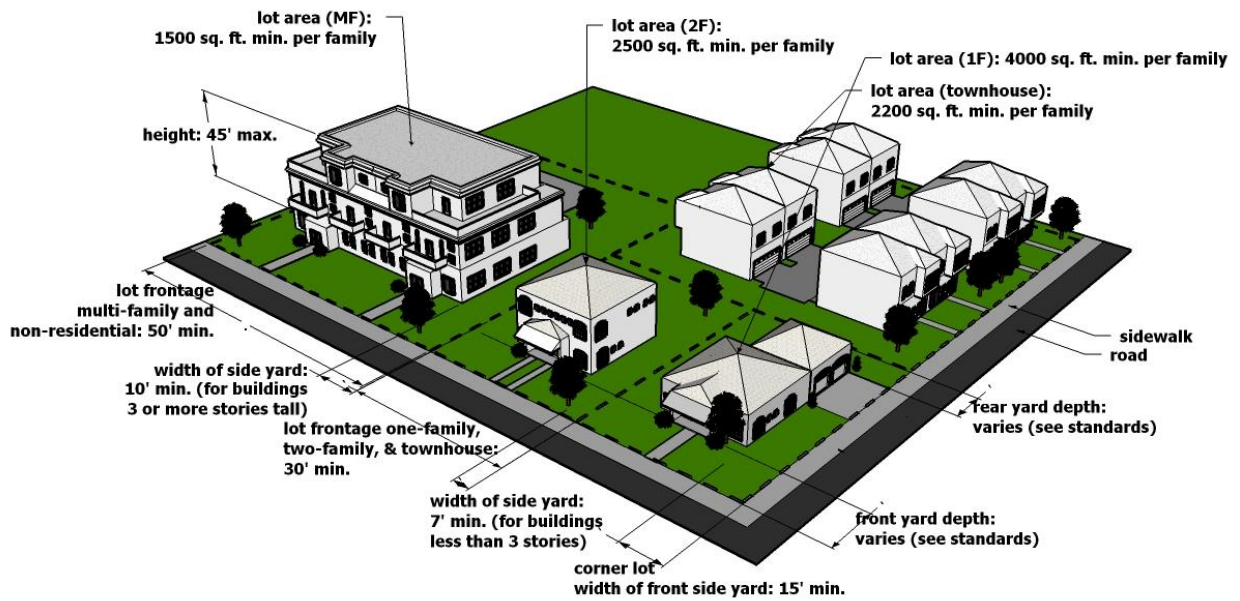 lot area (MF):
1500 sq. ft. min. per family
lot area (2F):
2500 sq. ft. min. per family
lot area (1F): 4000 sq. ft. min. per family
lot area (townhouse):
2200 sq. ft. min. per family
height: 45' max.
lot frontage
multi-family and
non-residential: 50' min.
width of side yard:
10' min. (for buildings
3 or more stories tall)
lot frontage one-family,
two-family, & townhouse:
30' min.
width of side yard:
7' min. (for buildings
less than 3 stories)
corner lot
width of front side yard: 15' min.
front yard depth:
varies (see standards)
rear yard depth:
varies (see standards)
sidewalk
road